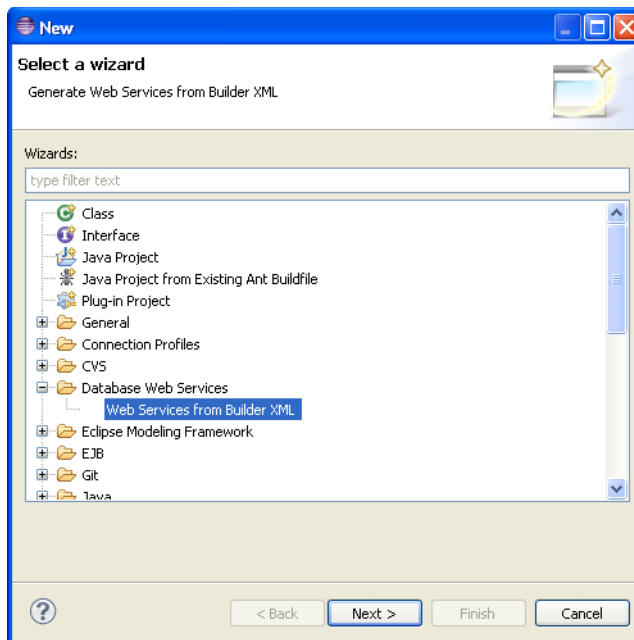 New
Select a wizard
Generate Web Services from Builder XML
Wizards:
type filter text
Class
Interface
Java Project
Java Project from Existing Ant Buildfile
Plug-in Project
General
Connection Profiles
CVS
Database Web Services
Web Services from Builder XML
Eclipse Modeling Framework
EJB
Git
Java
? < Back Next > Finish Cancel